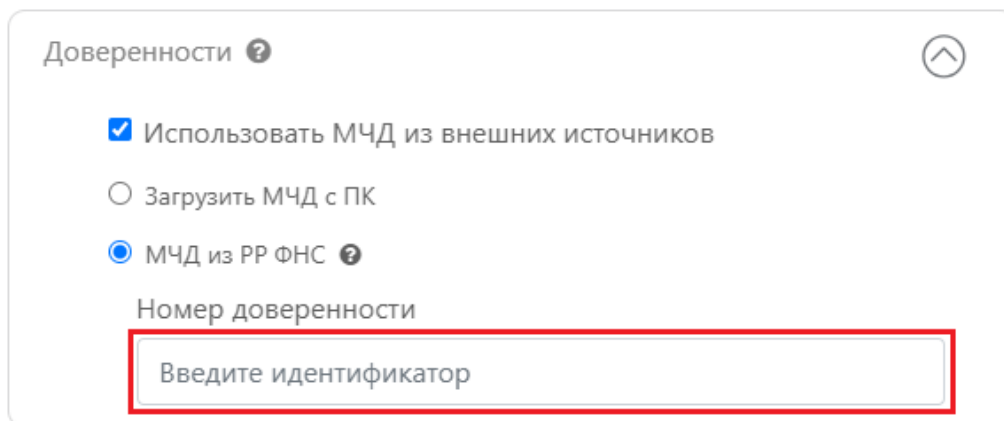 Доверенности
Использовать МЧД из внешних источников
Загрузить МЧД с ПК
МЧД из РР ФНС
Номер доверенности
Введите идентификатор